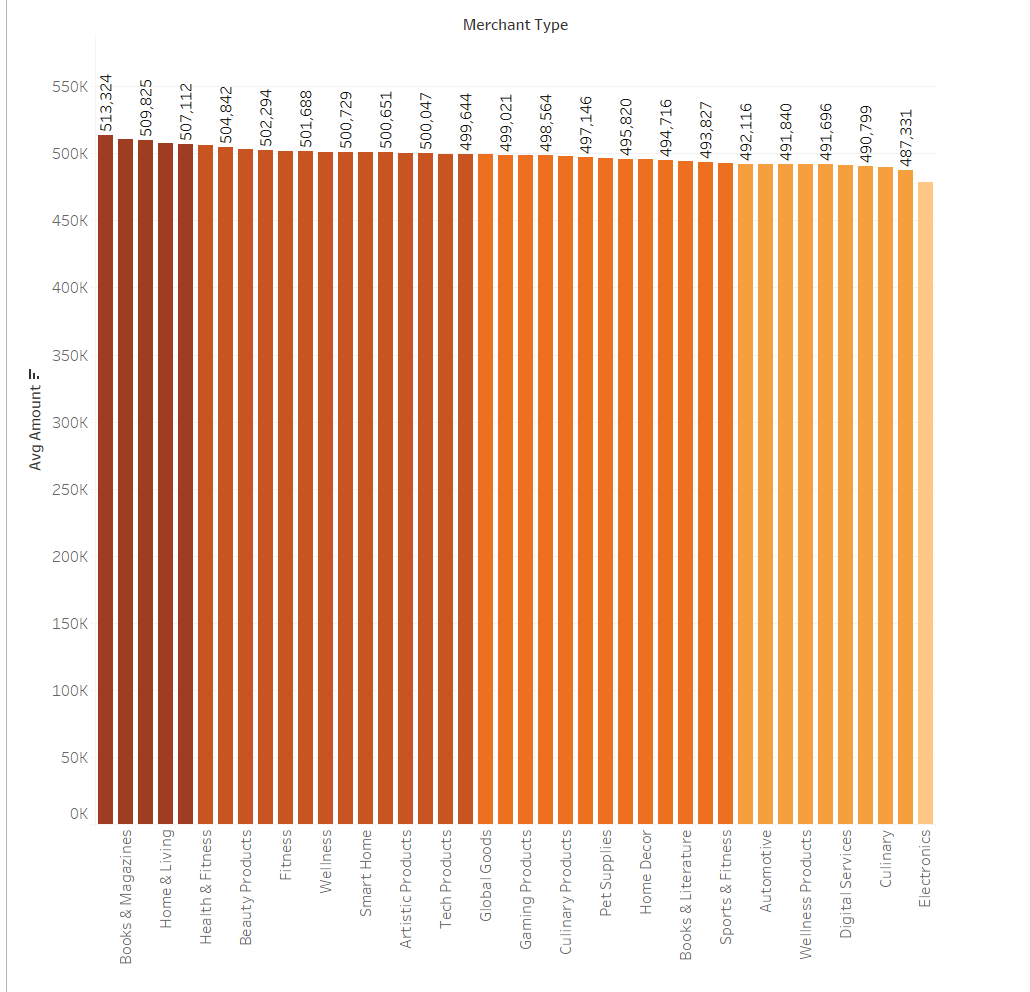 Merchant Type
Avg Amount
550K
500K
450K
400K
350K
300K
250K
200K
150K
100K
50K
0K
513,324
509,825
507,112
504,842
502,294
501,688
500,729
500,651
500,047
499,644
499,021
498,564
497,146
495,820
494,716
493,827
492,116
491,840
491,696
490,799
487,331
Books & Magazines
Home & Living
Health & Fitness
Beauty Products
Fitness
Wellness
Smart Home
Artistic Products
Tech Products
Global Goods
Gaming Products
Culinary Products
Pet Supplies
Home Decor
Books & Literature
Sports & Fitness
Automotive
Wellness Products
Digital Services
Culinary
Electronics